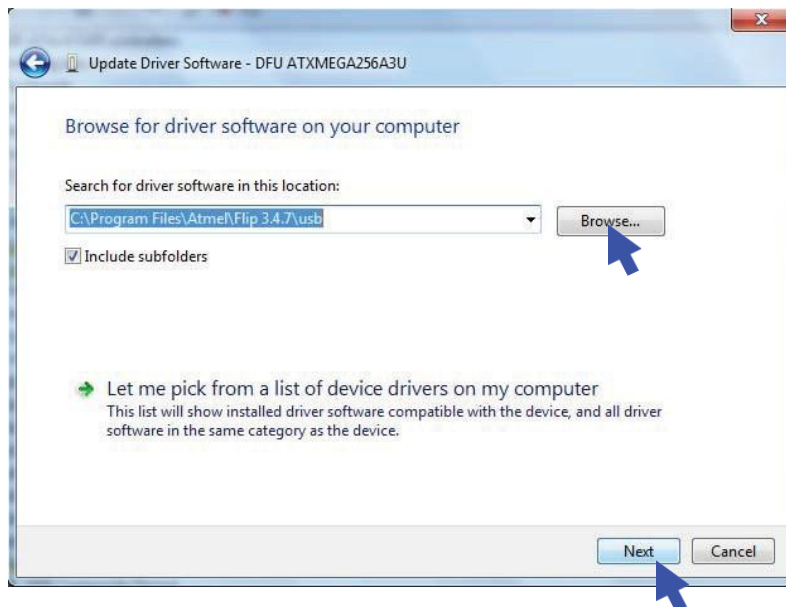 Update Driver Software - DFU ATXMEGA256A3U
Browse for driver software on your computer
Search for driver software in this location:
C:\Program Files\Atmel\Flip 3.4.7\usb
Browse...
Include subfolders
Let me pick from a list of device drivers on my computer
This list will show installed driver software compatible with the device, and all driver
software in the same category as the device.
Next
Cancel